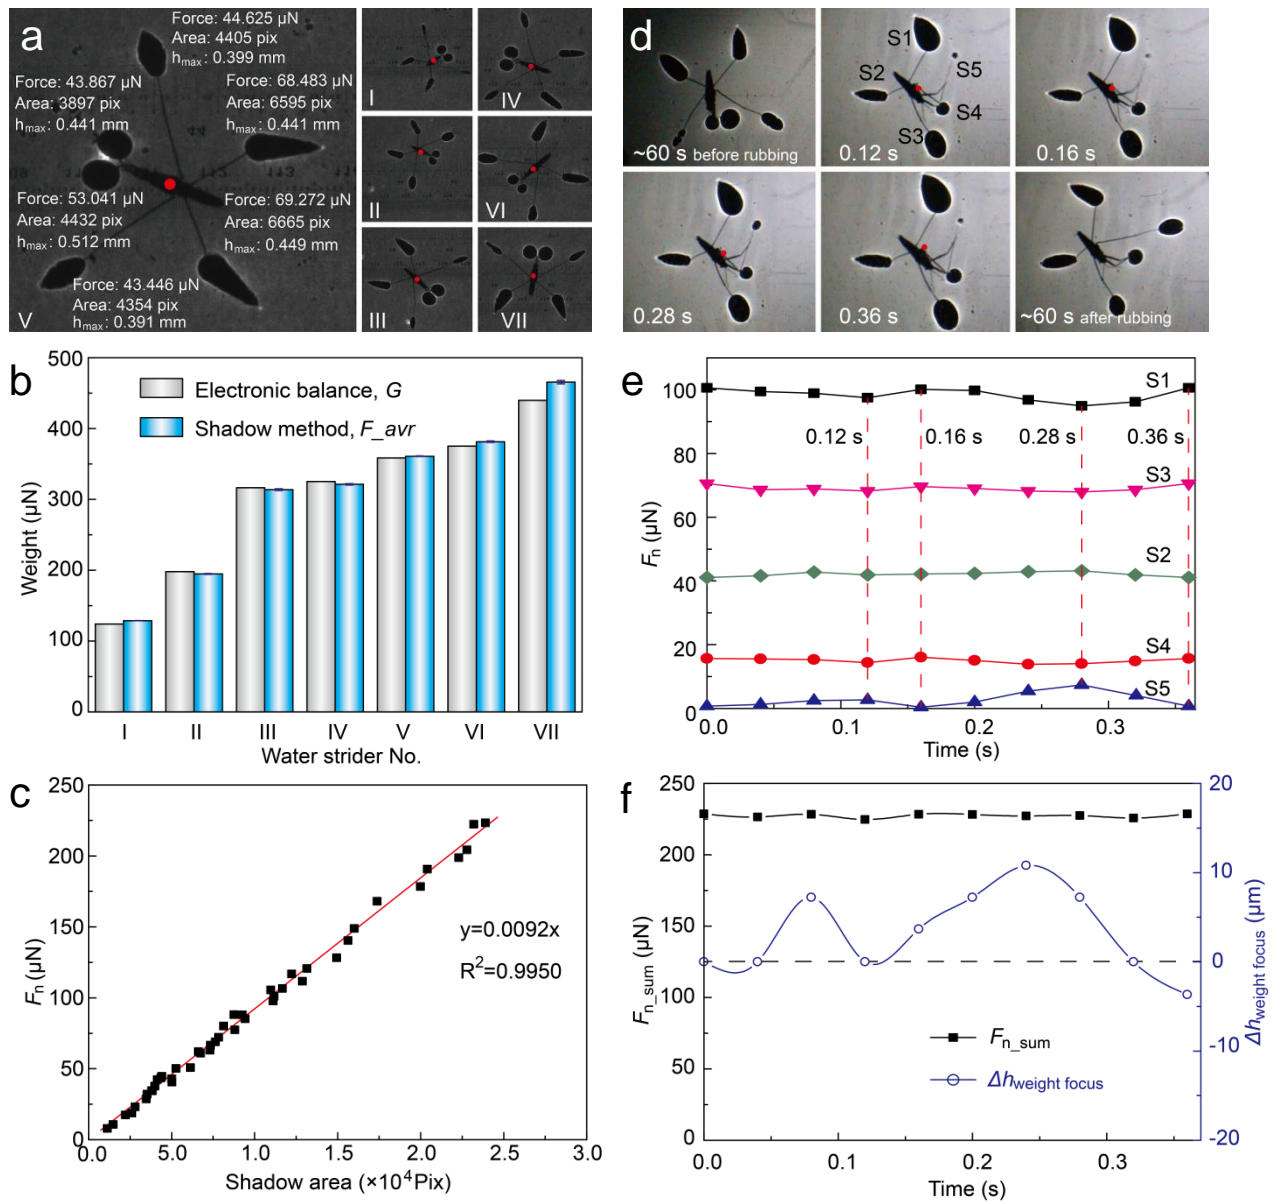 a
Force: 44.625 µN
Area: 4405 pix
hmax: 0.399 mm
Force: 43.867 µN
Area: 3897 pix
hmax: 0.441 mm
Force: 68.483 µN
Area: 6595 pix
hmax: 0.441 mm
Force: 53.041 µN
Area: 4432 pix
hmax: 0.512 mm
Force: 69.272 µN
Area: 6665 pix
hmax: 0.449 mm
Force: 43.446 µN
Area: 4354 pix
hmax: 0.391 mm
V
I
IV
II
VI
III
VII
d
~60 s before rubbing
S1
S2
S5
S4
S3
0.12 s
0.16 s
0.28 s
0.36 s
~60 s after rubbing
b
500
400
300
200
100
0
Weight (µN)
Electronic balance, G
Shadow method, F_avr
I II III IV V VI VII
Water strider No.
e
100
80
60
40
20
0
Fn (µN)
S1
0.12 s 0.16 s 0.28 s 0.36 s
S3
S2
S4
S5
0.0 0.1 0.2 0.3
Time (s)
c
250
200
150
100
50
0
Fn (µN)
y=0.0092x
R²=0.9950
0.0 5.0 1.0 1.5 2.0 2.5 3.0
Shadow area (×10⁴Pix)
f
250
200
150
100
50
0
Fn_sum (µN)
Fn_sum
Δhweight focus
20
10
0
-10
-20
Δhweight focus (µm)
0.0 0.1 0.2 0.3
Time (s)